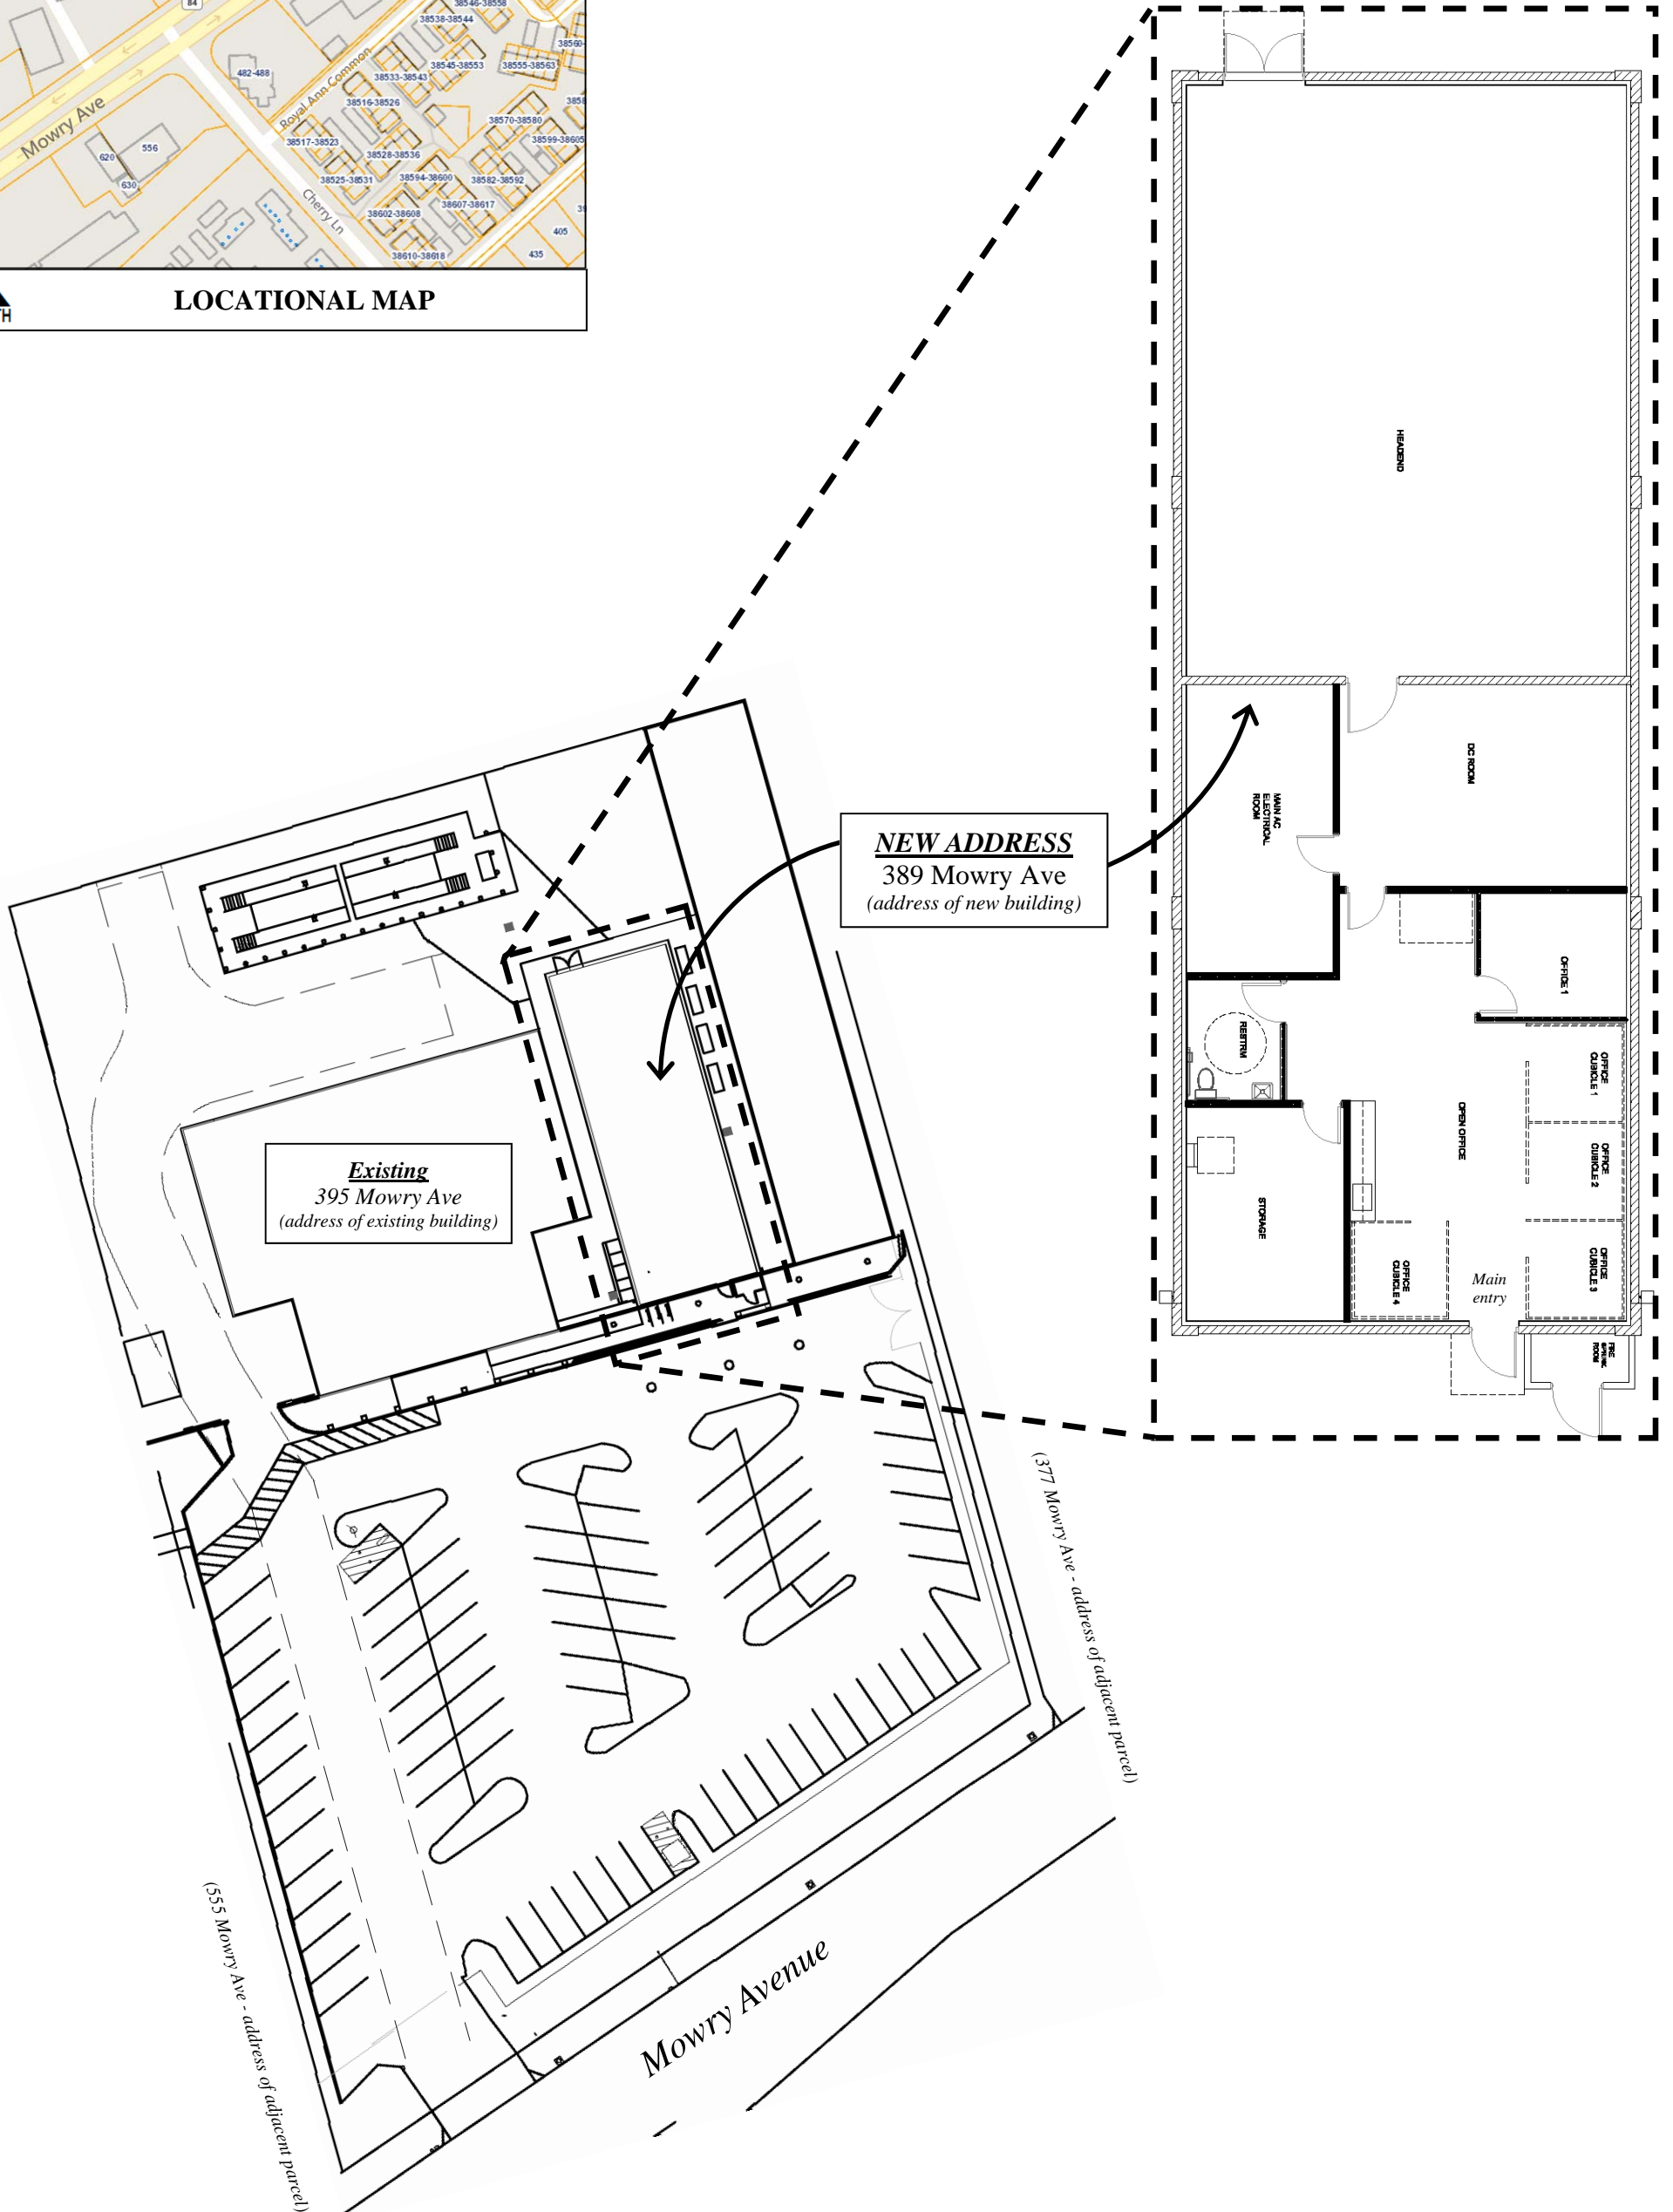 84
38546-38558
38538-38544
38560-
482-488
38545-38553
38555-38563
38533-38543
Royal Ann Common
38516-38526
Mowry Ave
38570-38580
556
38517-38523
38599-38605
620
38528-38536
630
38525-38531
38594-38600
38582-38592
Cherry Ln
38607-38617
38602-38608
405
38610-38618
435
LOCATIONAL MAP
HEADEND
DC ROOM
MAIN AC
ELECTRICAL
ROOM
NEW ADDRESS
389 Mowry Ave
(address of new building)
OFFICE 1
RESTRM
OFFICE
CUBICLE 1
OPEN OFFICE
OFFICE
CUBICLE 2
STORAGE
OFFICE
CUBICLE 3
OFFICE
CUBICLE 4
Main
entry
FIRE
SPRINK.
ROOM
Existing
395 Mowry Ave
(address of existing building)
(377 Mowry Ave - address of adjacent parcel)
(555 Mowry Ave - address of adjacent parcel)
Mowry Avenue